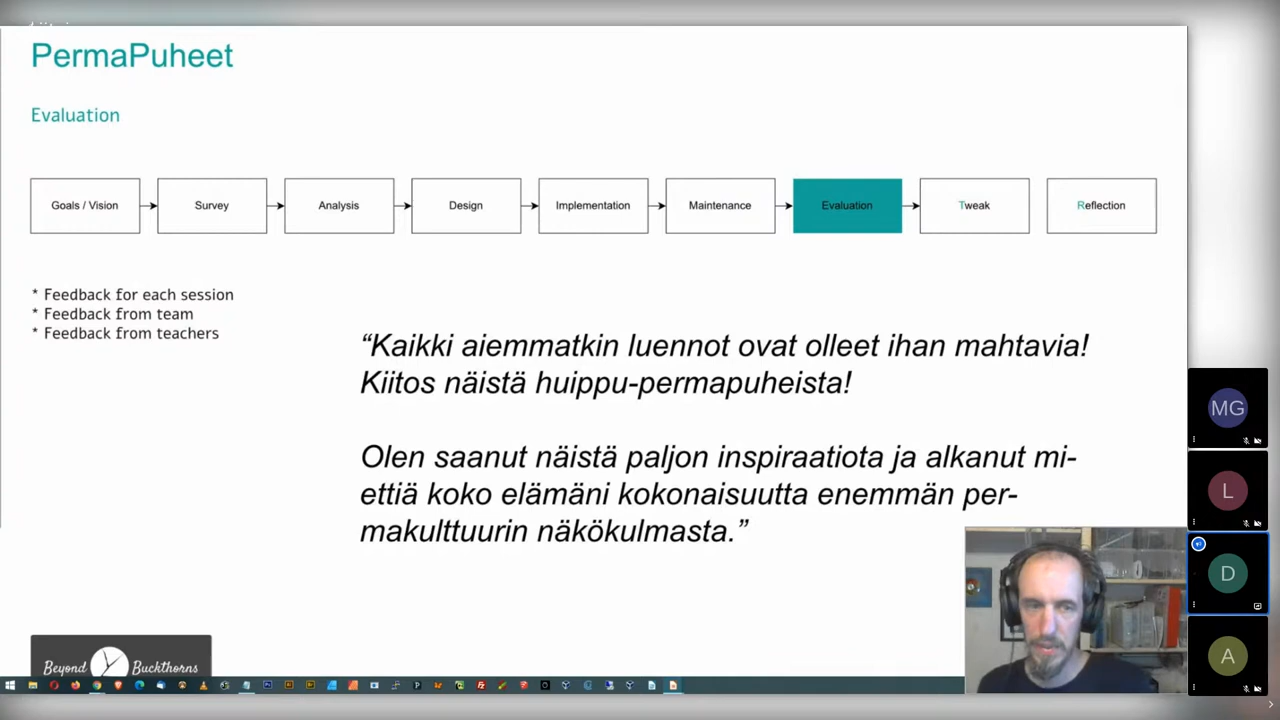 PermaPuheet
Evaluation
Goals / Vision
Survey
Analysis
Design
Implementation
Maintenance
Evaluation
Tweak
Reflection
* Feedback for each session
* Feedback from team
* Feedback from teachers
“Kaikki aiemmatkin luennot ovat olleet ihan mahtavia!
Kiitos näistä huippu-permapuheista!
Olen saanut näistä paljon inspiraatiota ja alkanut mi-
ettiä koko elämäni kokonaisuutta enemmän per-
makulttuurin näkökulmasta.”
MG
L
D
A
Beyond Buckthorns